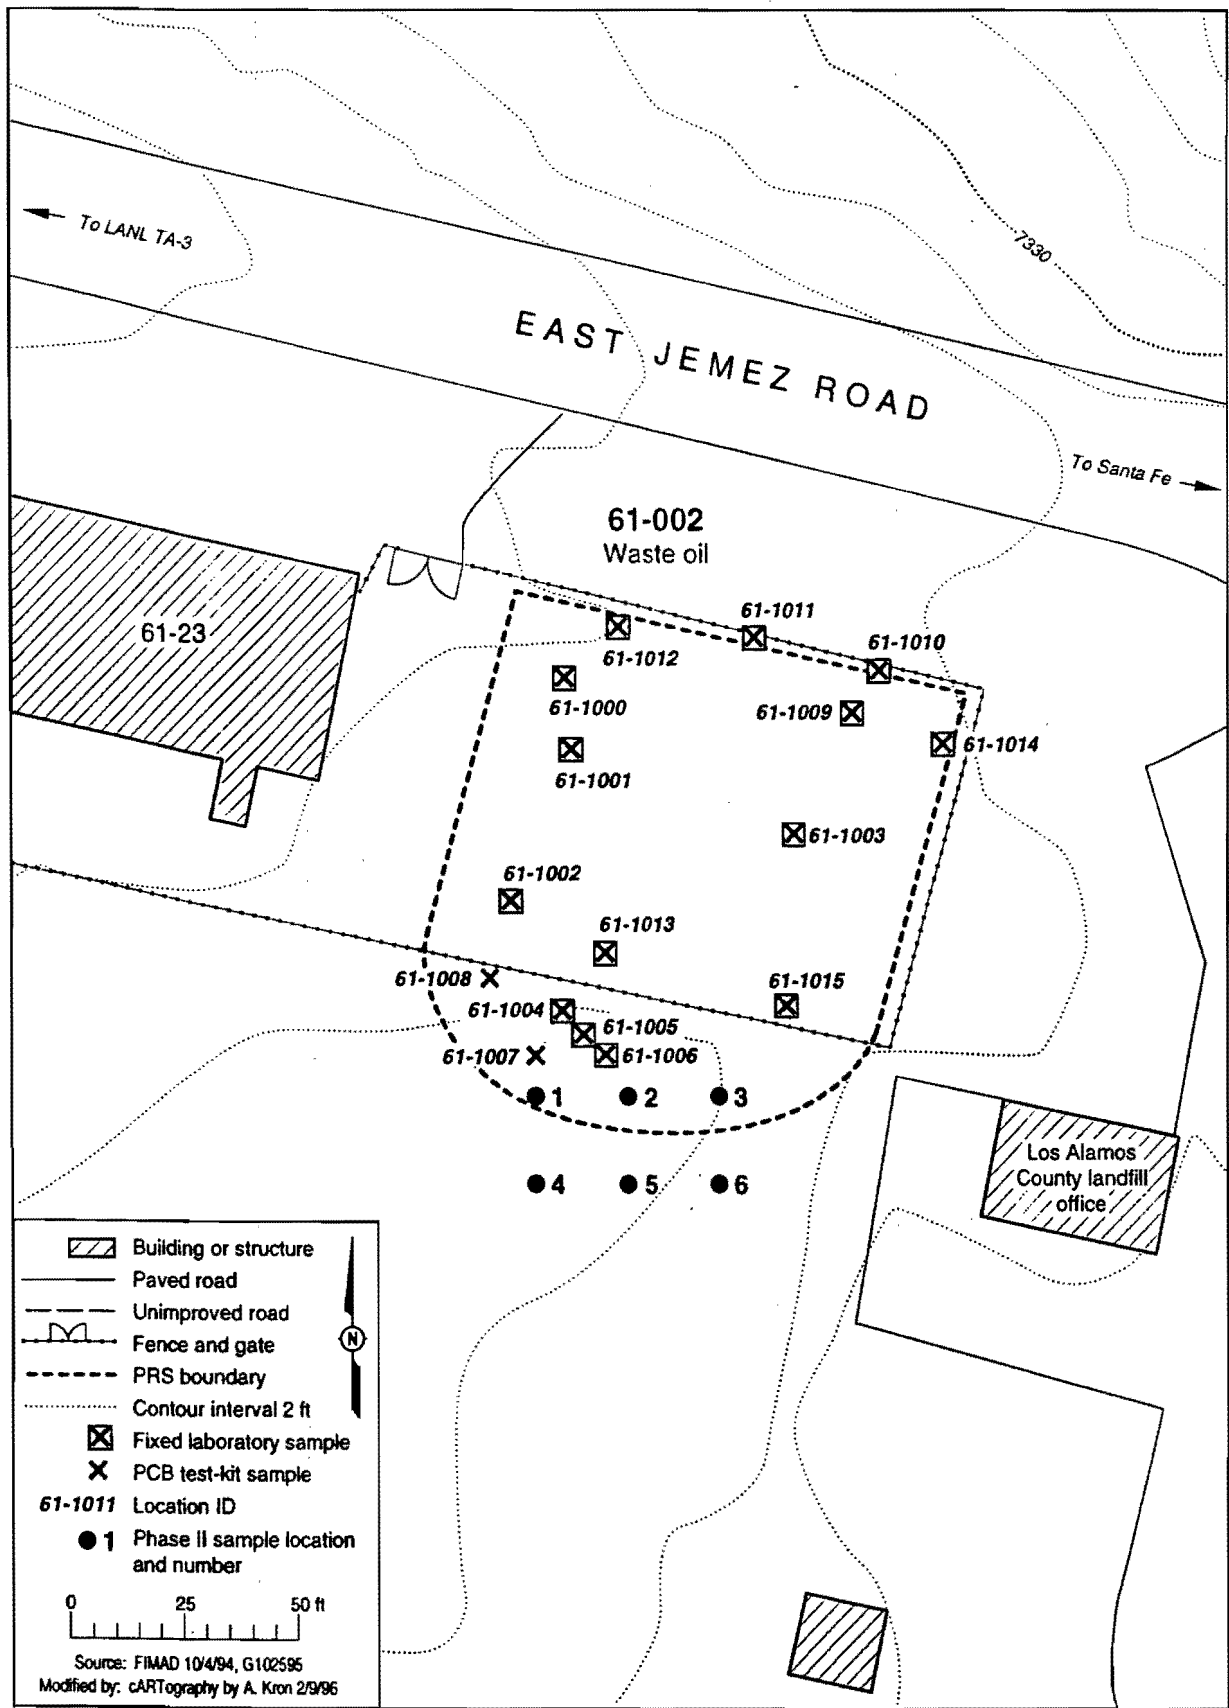 To LANL TA-3
7330
EAST JEMEZ ROAD
To Santa Fe
61-002
Waste oil
61-23
61-1011
61-1010
61-1012
61-1000
61-1009
61-1014
61-1001
61-1003
61-1002
61-1013
61-1008
61-1015
61-1004
61-1005
61-1007
61-1006
1
2
3
4
5
6
Los Alamos
County landfill
office
Building or structure
Paved road
Unimproved road
Fence and gate
N
PRS boundary
Contour interval 2 ft
Fixed laboratory sample
PCB test-kit sample
61-1011 Location ID
1 Phase II sample location
and number
0 25 50 ft
Source: FIMAD 10/4/94, G102595
Modified by: cARTography by A. Kron 2/9/96